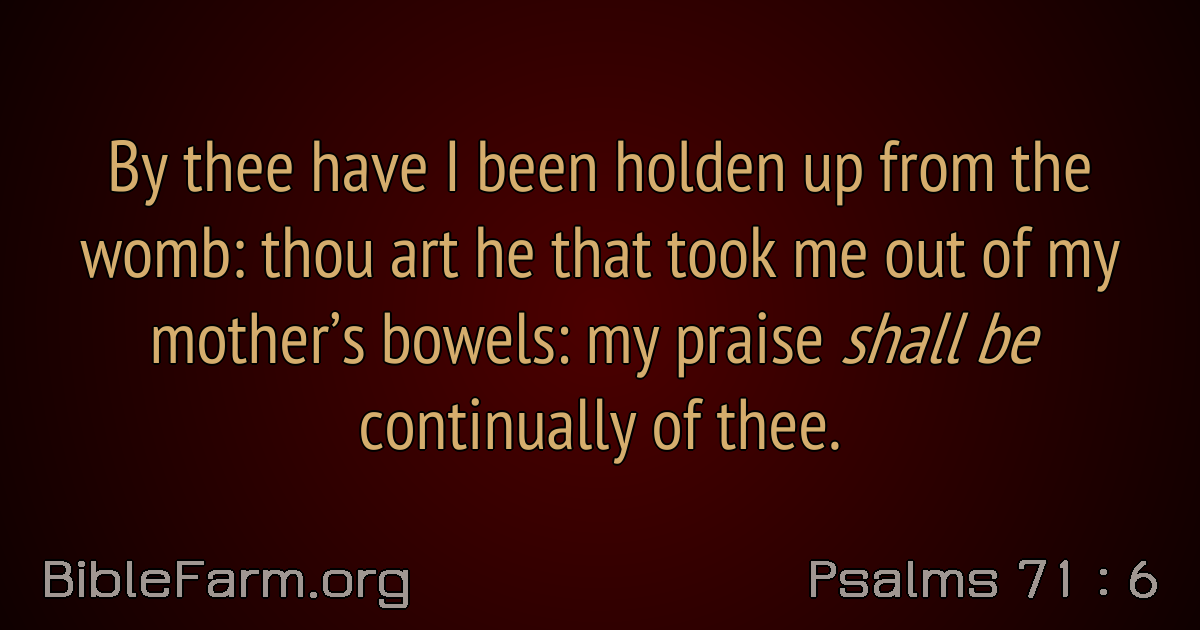 By thee have I been holden up from the
womb: thou art he that took me out of my
mother’s bowels: my praise shall be
continually of thee.
BibleFarm.org
Psalms 71 : 6